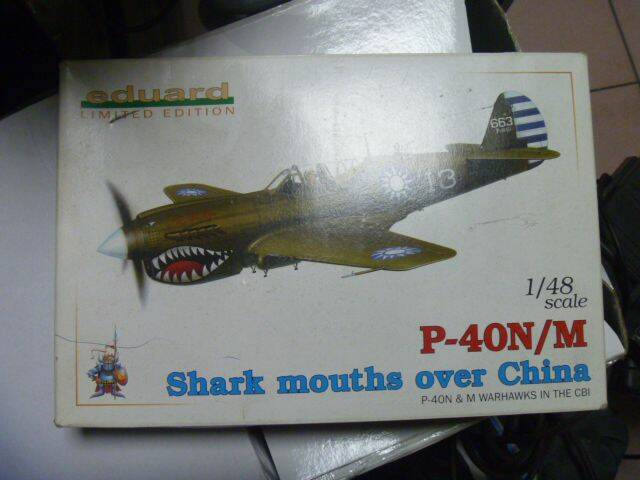 eduard
LIMITED EDITION
663
13
1/48
scale
P-40N/M
Shark mouths over China
P-40N & M WARHAWKS IN THE CBI